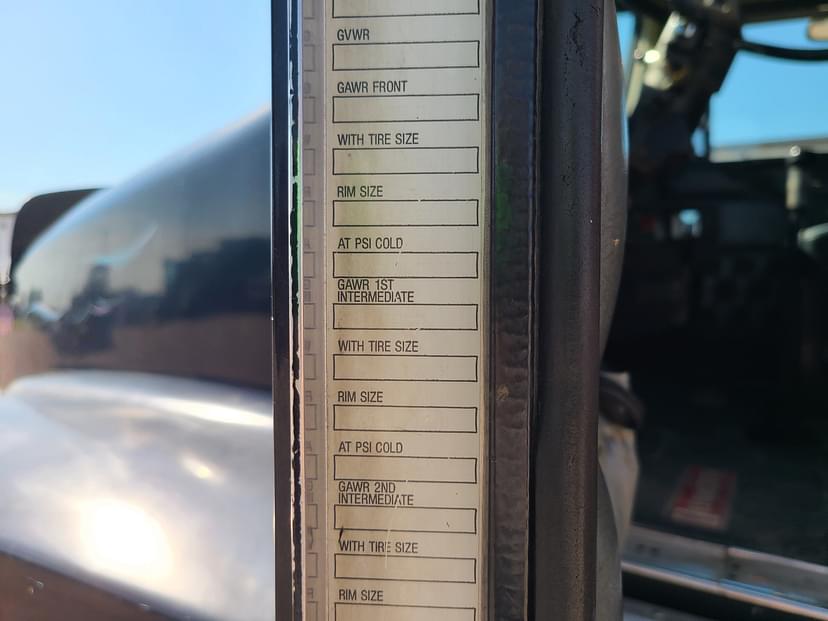 GVWR
GAWR FRONT
WITH TIRE SIZE
RIM SIZE
AT PSI COLD
GAWR 1ST
INTERMEDIATE
WITH TIRE SIZE
RIM SIZE
AT PSI COLD
GAWR 2ND
INTERMEDIATE
WITH TIRE SIZE
RIM SIZE